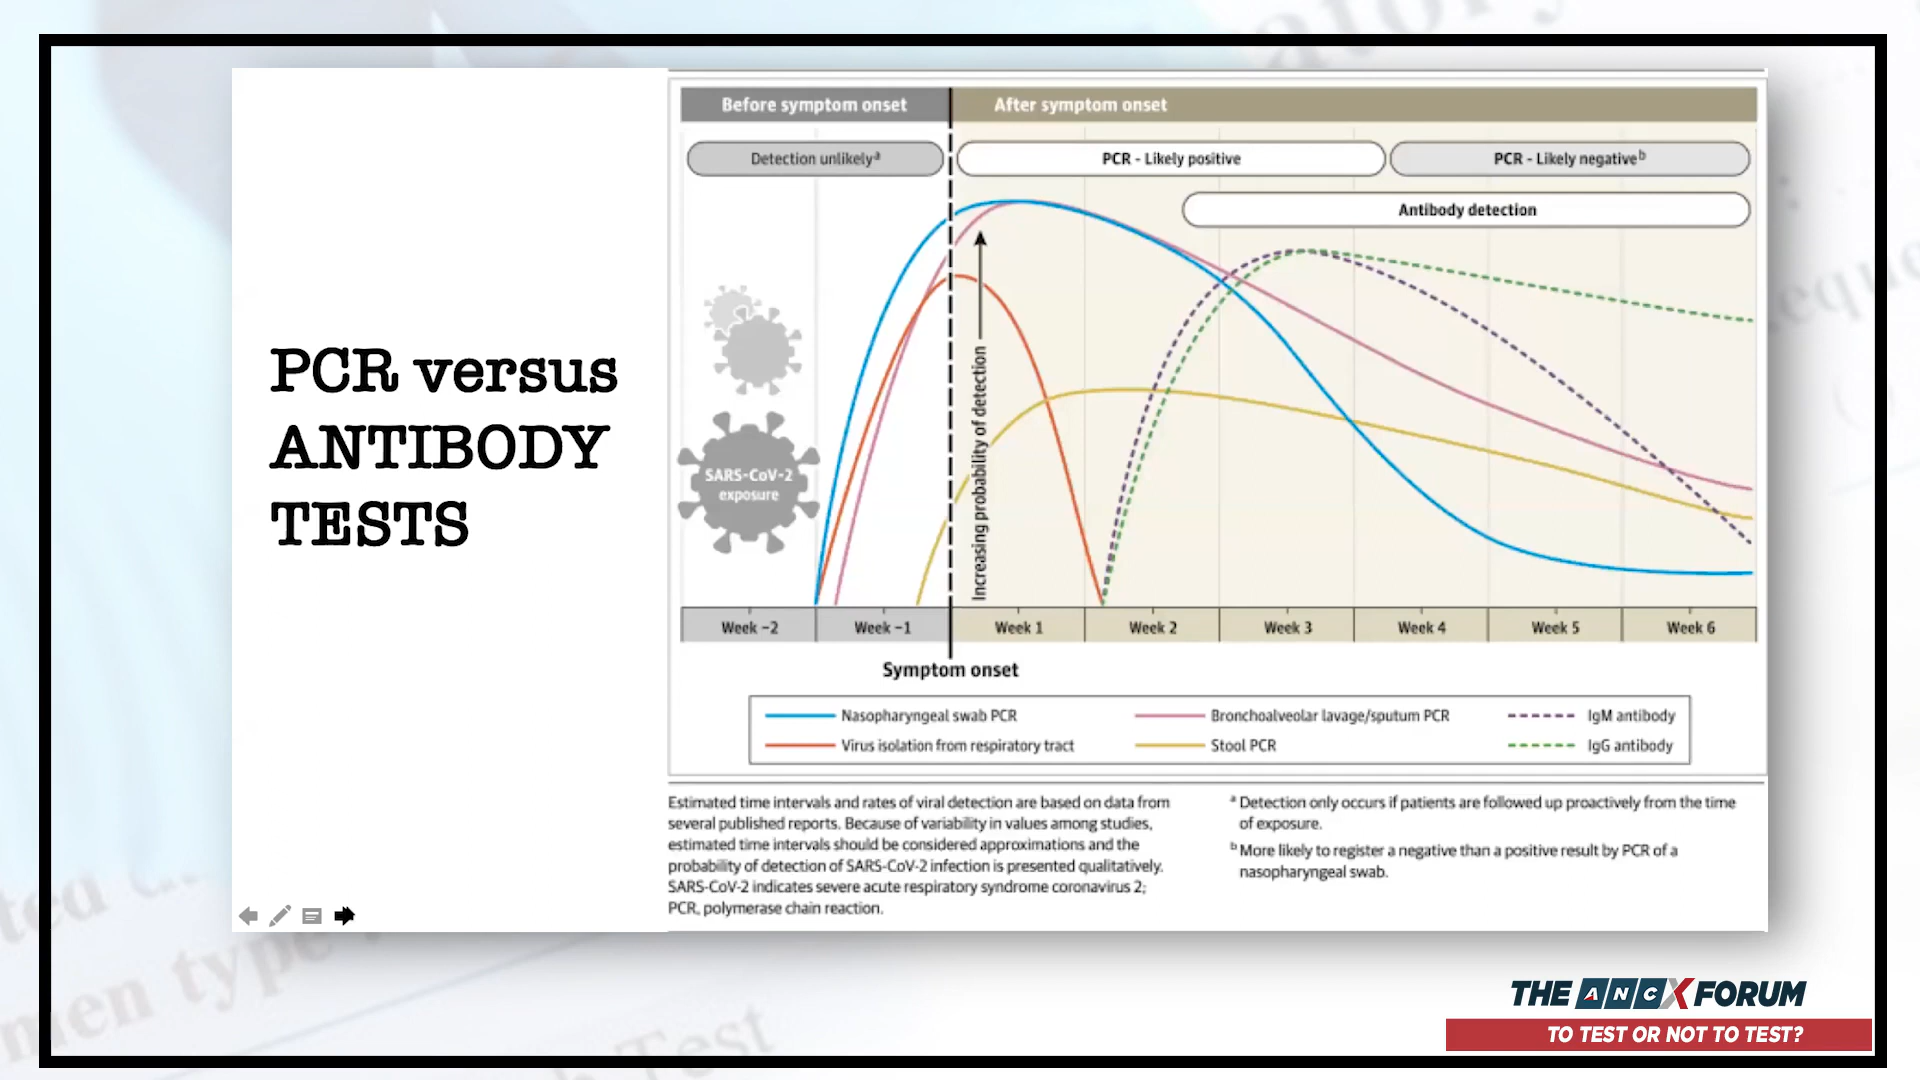 PCR versus
ANTIBODY
TESTS
Before symptom onset
After symptom onset
Detection unlikelyᵃ
PCR - Likely positive
PCR - Likely negativeᵇ
Antibody detection
SARS-CoV-2
exposure
Increasing probability of detection
Week −2
Week −1
Week 1
Week 2
Week 3
Week 4
Week 5
Week 6
Symptom onset
Nasopharyngeal swab PCR
Bronchoalveolar lavage/sputum PCR
IgM antibody
Virus isolation from respiratory tract
Stool PCR
IgG antibody
Estimated time intervals and rates of viral detection are based on data from
several published reports. Because of variability in values among studies,
estimated time intervals should be considered approximations and the
probability of detection of SARS-CoV-2 infection is presented qualitatively.
SARS-CoV-2 indicates severe acute respiratory syndrome coronavirus 2;
PCR, polymerase chain reaction.
ᵃ Detection only occurs if patients are followed up proactively from the time
of exposure.
ᵇ More likely to register a negative than a positive result by PCR of a
nasopharyngeal swab.
THE ANCX FORUM
TO TEST OR NOT TO TEST?
men type
Test